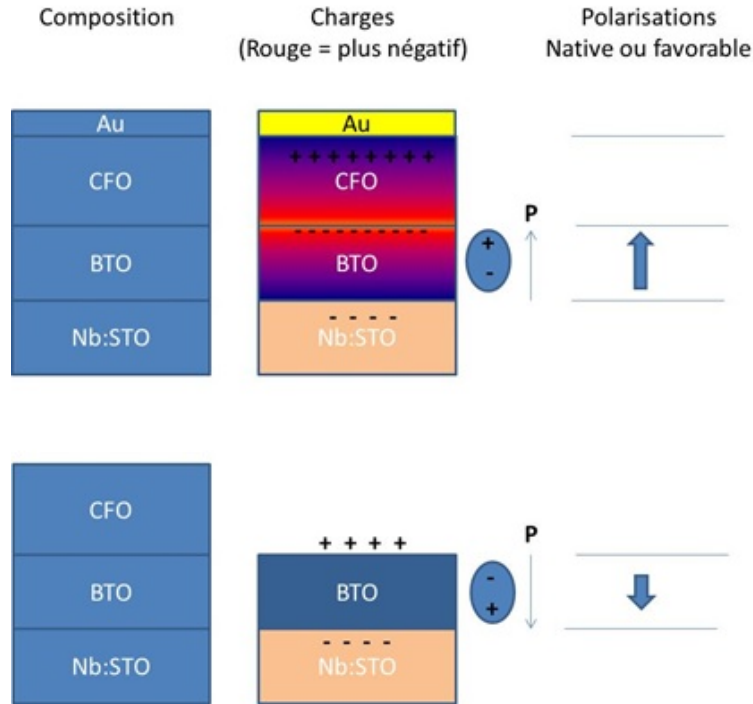 Composition
Charges
(Rouge = plus négatif)
Polarisations
Native ou favorable
Au
CFO
BTO
Nb:STO
Au
+ + + + + + + +
CFO
- - - - - - - - - -
BTO
- - - -
Nb:STO
+
-
P
CFO
BTO
Nb:STO
+ + + +
BTO
- - - -
Nb:STO
-
+
P